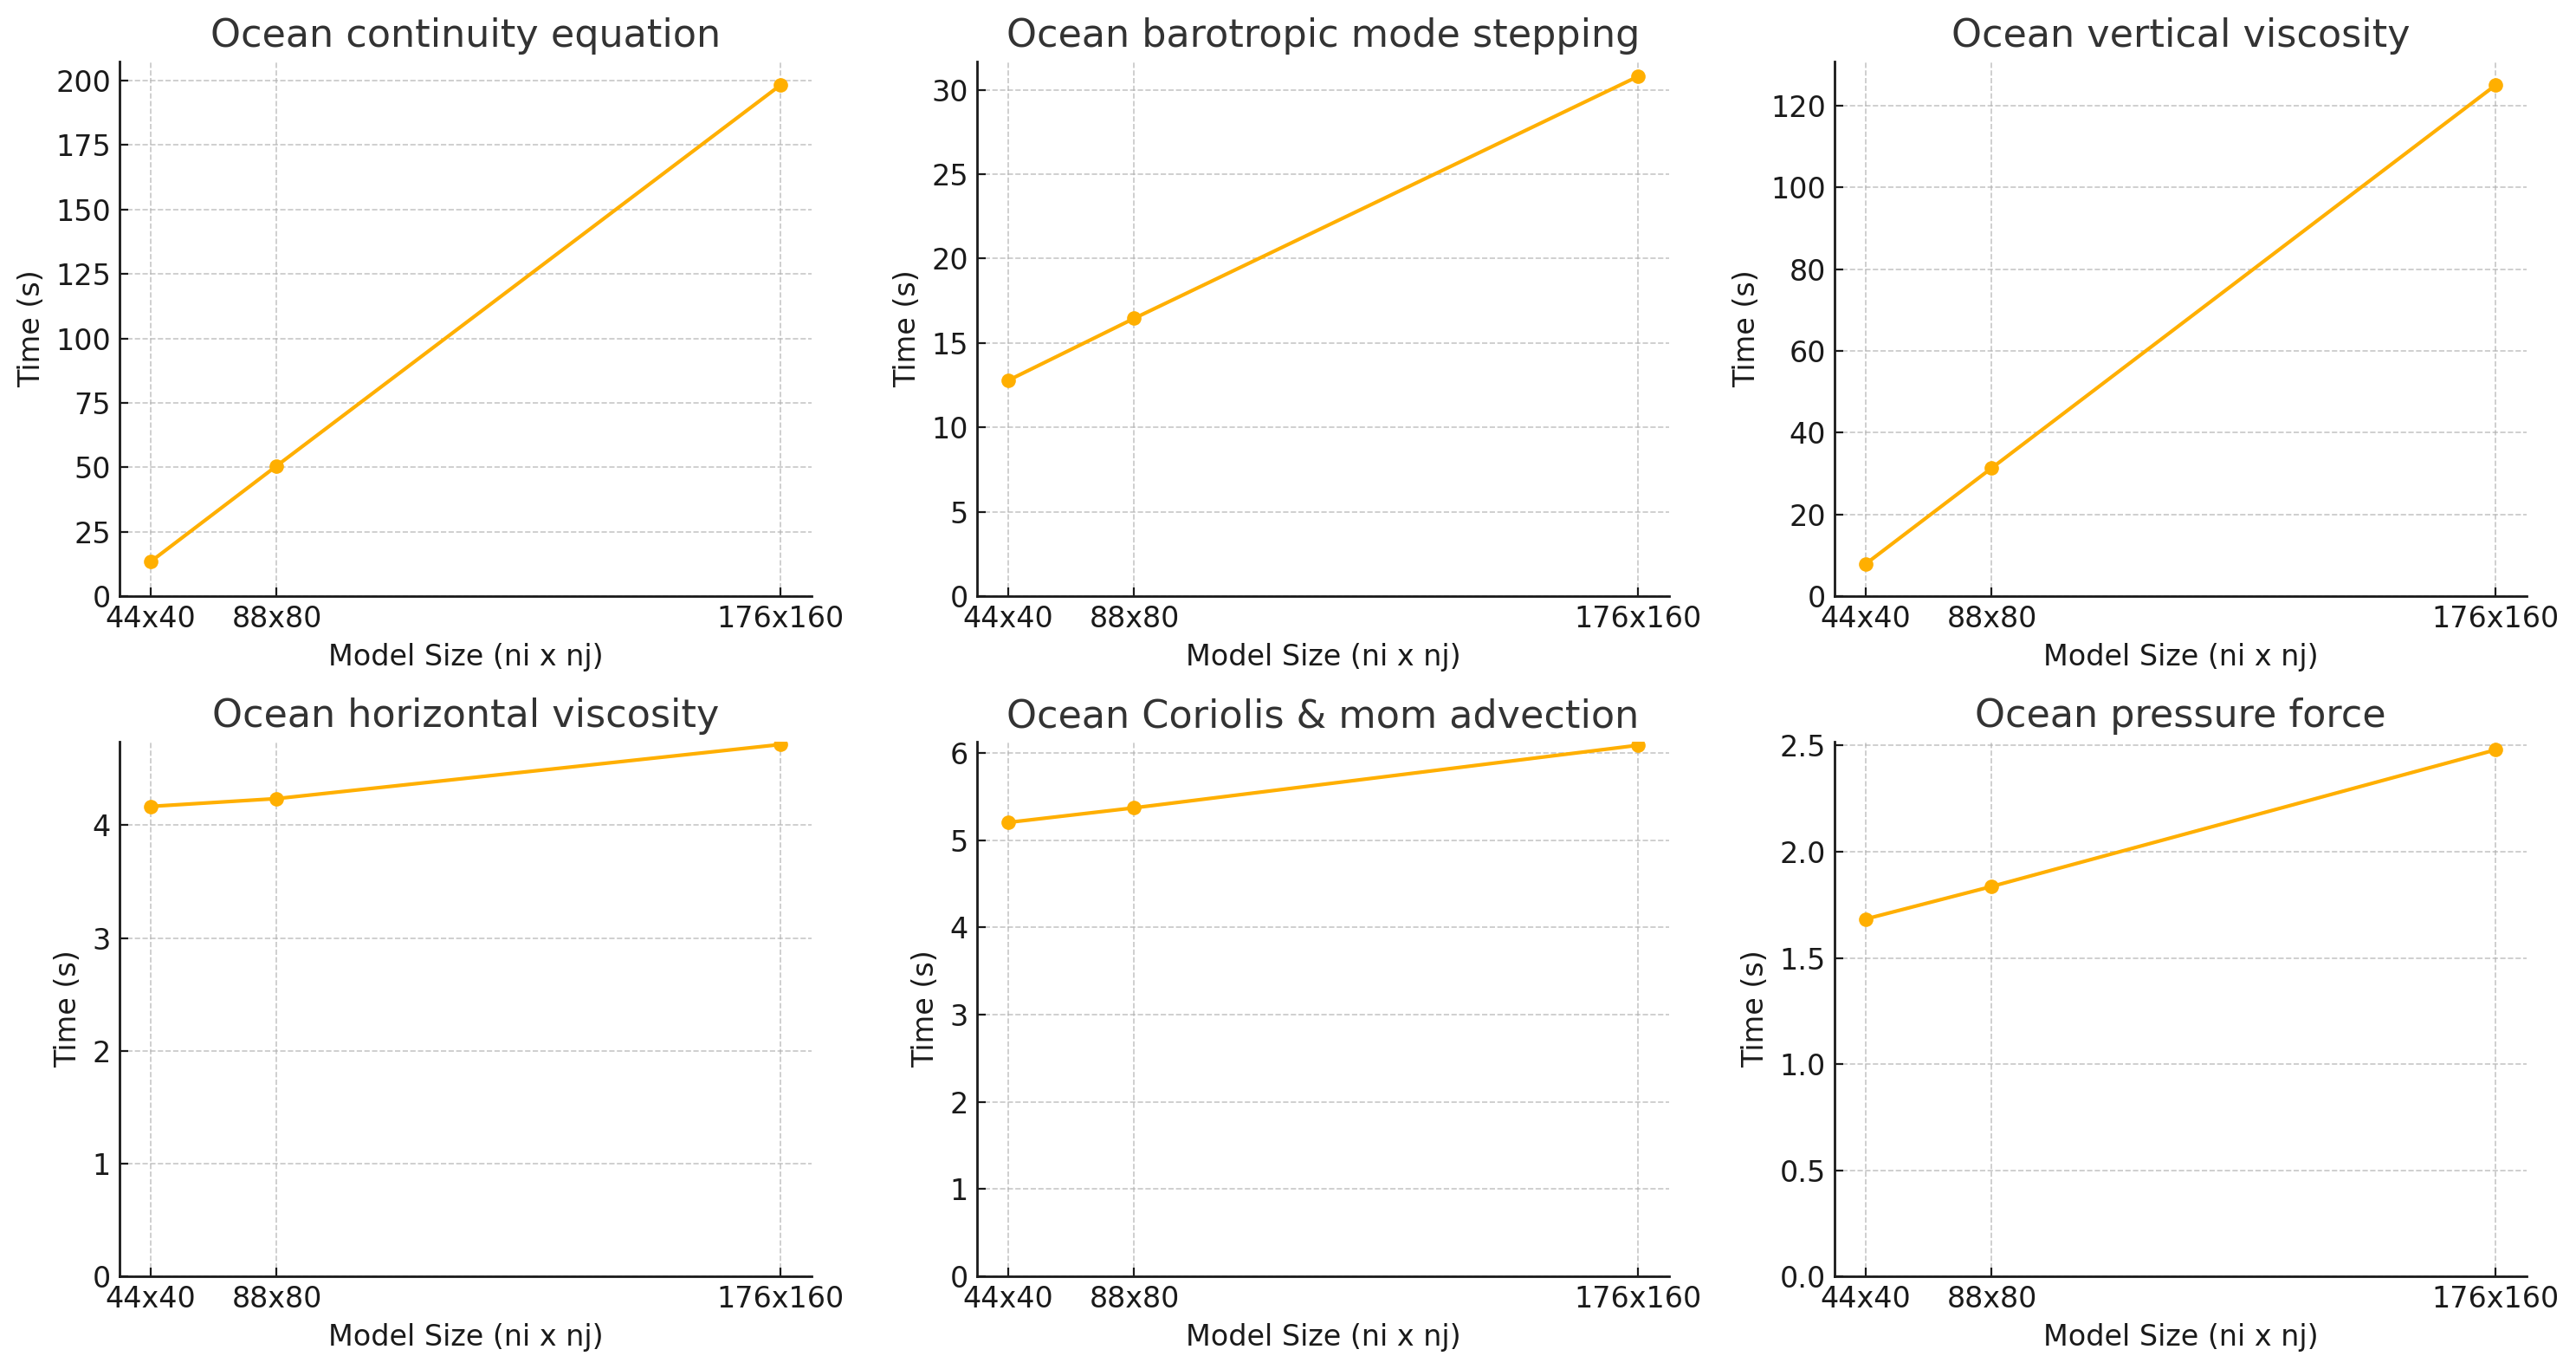 Ocean continuity equation
200
175
150
125
100
75
50
25
0
Time (s)
44x40 88x80 176x160
Model Size (ni x nj)
Ocean barotropic mode stepping
30
25
20
15
10
5
0
Time (s)
44x40 88x80 176x160
Model Size (ni x nj)
Ocean vertical viscosity
120
100
80
60
40
20
0
Time (s)
44x40 88x80 176x160
Model Size (ni x nj)
Ocean horizontal viscosity
4
3
2
1
0
Time (s)
44x40 88x80 176x160
Model Size (ni x nj)
Ocean Coriolis & mom advection
6
5
4
3
2
1
0
Time (s)
44x40 88x80 176x160
Model Size (ni x nj)
Ocean pressure force
2.5
2.0
1.5
1.0
0.5
0.0
Time (s)
44x40 88x80 176x160
Model Size (ni x nj)